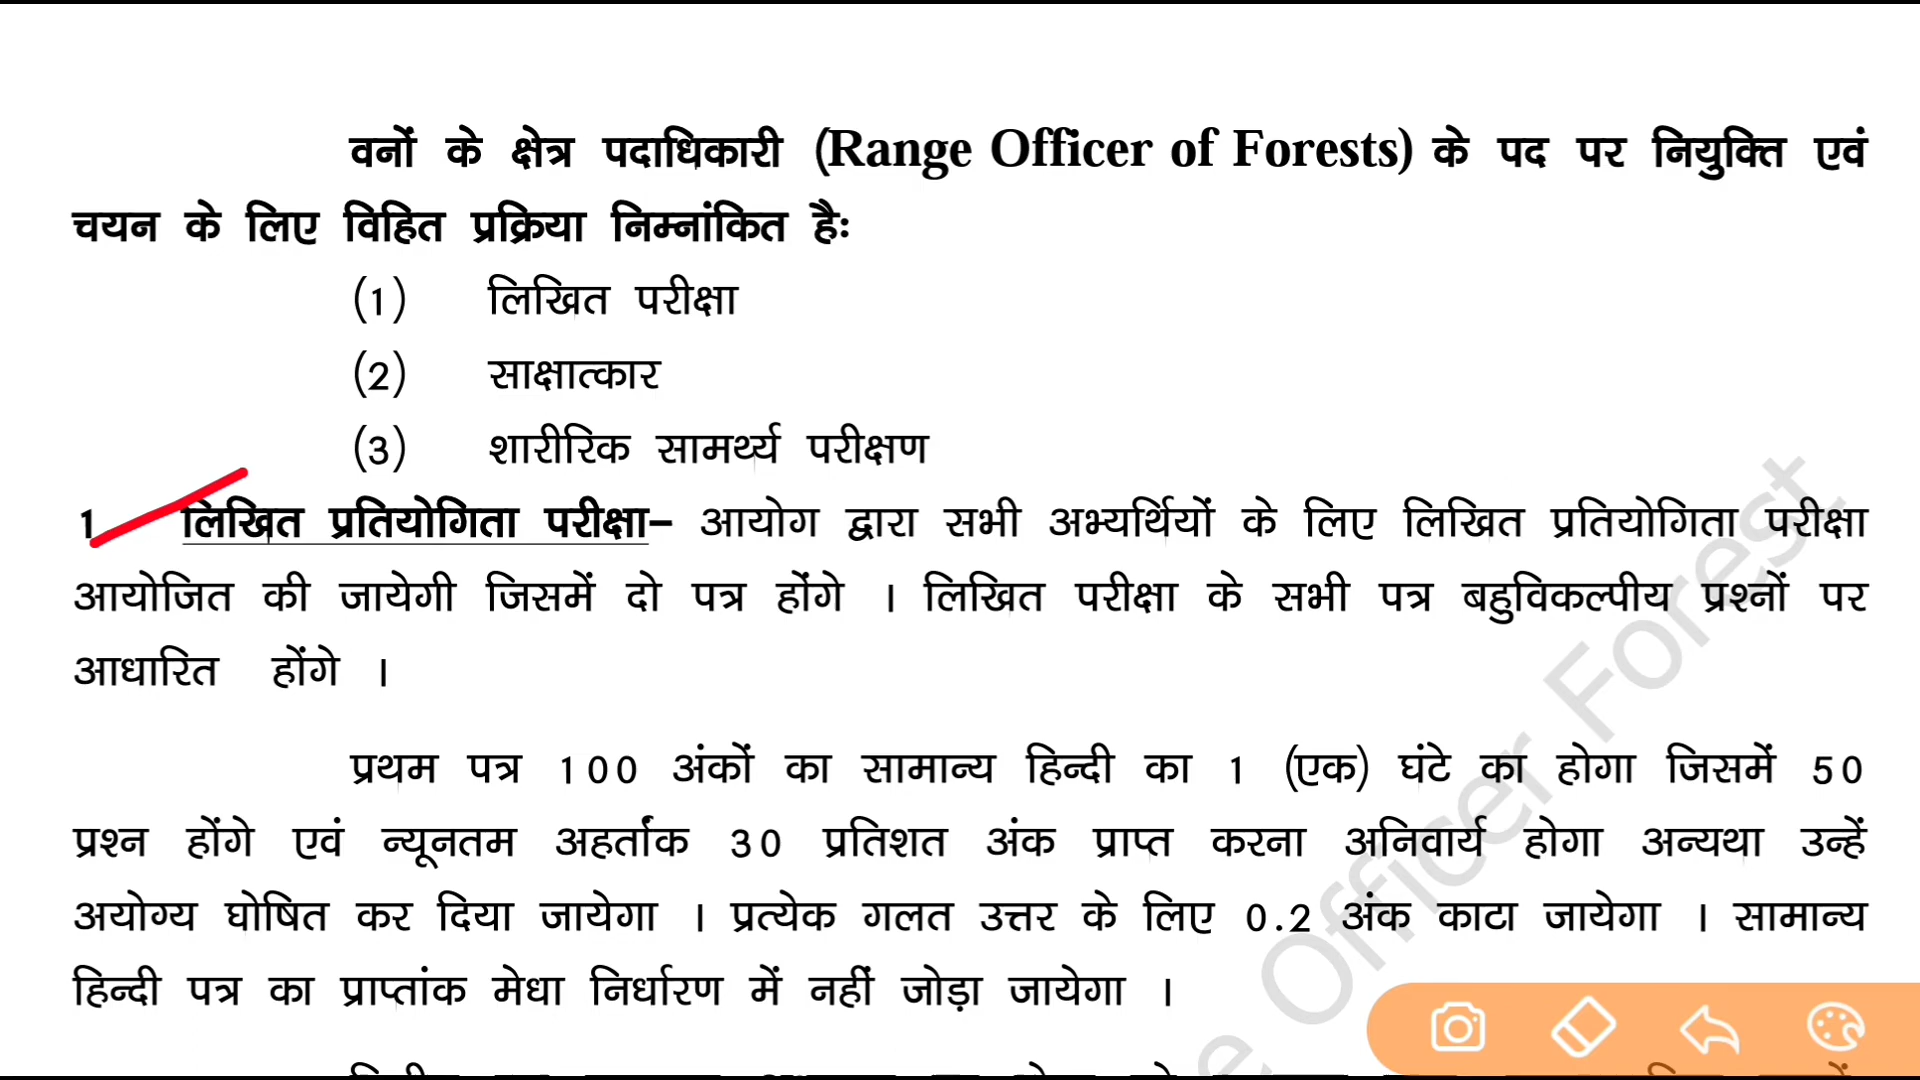 वनों के क्षेत्र पदाधिकारी (Range Officer of Forests) के पद पर नियुक्ति एवं
चयन के लिए विहित प्रक्रिया निम्नांकित हैः
(1) लिखित परीक्षा
(2) साक्षात्कार
(3) शारीरिक सामर्थ्य परीक्षण
1 लिखित प्रतियोगिता परीक्षा– आयोग द्वारा सभी अभ्यर्थियों के लिए लिखित प्रतियोगिता परीक्षा
आयोजित की जायेगी जिसमें दो पत्र होंगे । लिखित परीक्षा के सभी पत्र बहुविकल्पीय प्रश्नों पर
आधारित होंगे ।
प्रथम पत्र 100 अंकों का सामान्य हिन्दी का 1 (एक) घंटे का होगा जिसमें 50
प्रश्न होंगे एवं न्यूनतम अहर्तांक 30 प्रतिशत अंक प्राप्त करना अनिवार्य होगा अन्यथा उन्हें
अयोग्य घोषित कर दिया जायेगा । प्रत्येक गलत उत्तर के लिए 0.2 अंक काटा जायेगा । सामान्य
हिन्दी पत्र का प्राप्तांक मेधा निर्धारण में नहीं जोड़ा जायेगा ।
Officer Forest